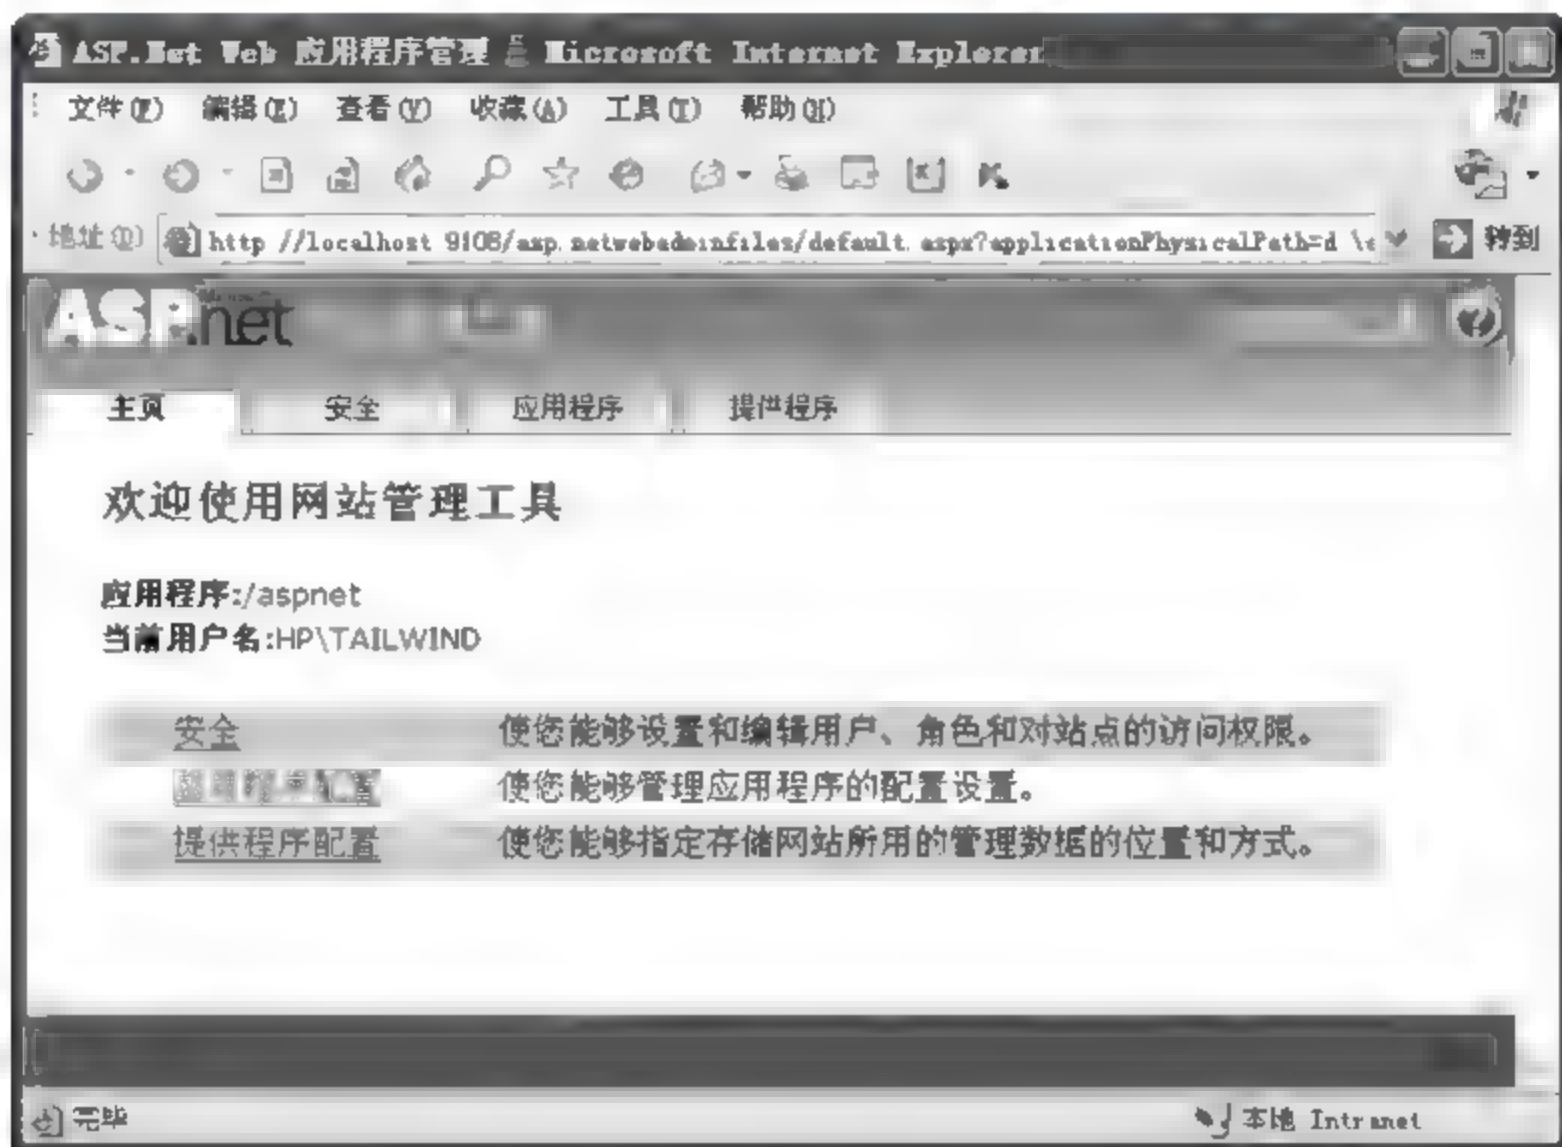 ASP.Net Web 应用程序管理 - Microsoft Internet Explorer
文件(F) 编辑(E) 查看(V) 收藏(A) 工具(T) 帮助(H)
地址(D) http //localhost 9108/asp.netwebadminfiles/default.aspx?applicationPhysicalPath=d \ 转到
ASP.net
主页 安全 应用程序 提供程序
欢迎使用网站管理工具
应用程序:/aspnet
当前用户名:HP\TAILWIND
安全 使您能够设置和编辑用户、角色和对站点的访问权限。
应用程序配置 使您能够管理应用程序的配置设置。
提供程序配置 使您能够指定存储网站所用的管理数据的位置和方式。
完毕 本地 Intranet